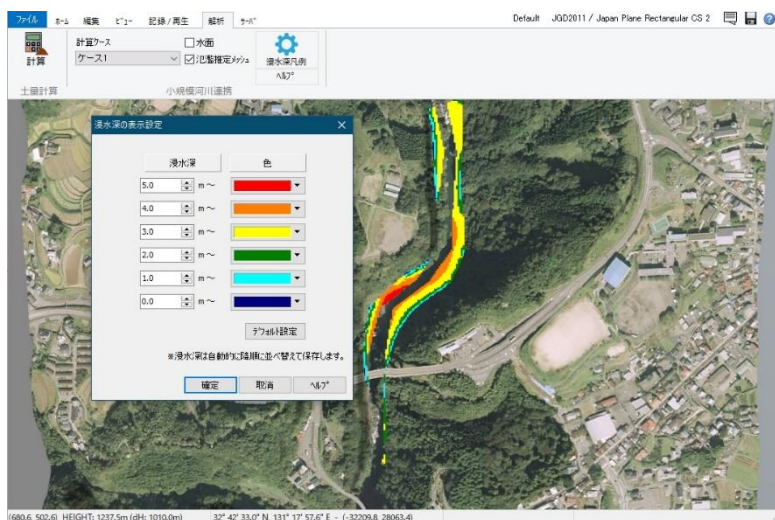 ファイル ホーム 編集 ビュー 記録/再生 解析 サーバ Default JGD2011 / Japan Plane Rectangular CS 2
計算
計算ケース
ケース1
水面
氾濫推定メッシュ
浸水深凡例
ヘルプ
土量計算 小規模河川連携
浸水深の表示設定
浸水深 色
5.0 m~
4.0 m~
3.0 m~
2.0 m~
1.0 m~
0.0 m~
デフォルト設定
※浸水深は自動的に降順に並べ替えて保存します。
確定 取消 ヘルプ
(680.6, 502.6) HEIGHT: 1237.5m (dH: 1010.0m) 32° 42' 33.0" N, 131° 17' 57.6" E - (-32209.8, 28063.4)